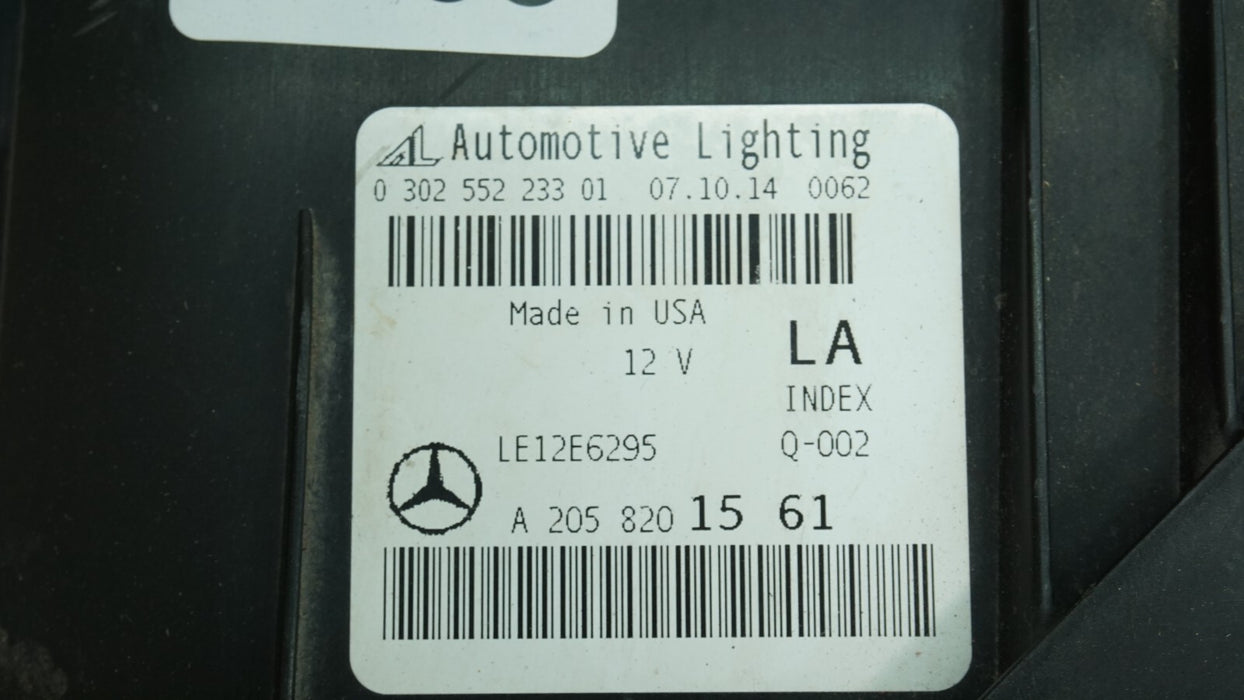 AL Automotive Lighting
0 302 552 233 01 07.10.14 0062
Made in USA
12 V
LA
INDEX
LE12E6295 Q-002
A 205 820 15 61